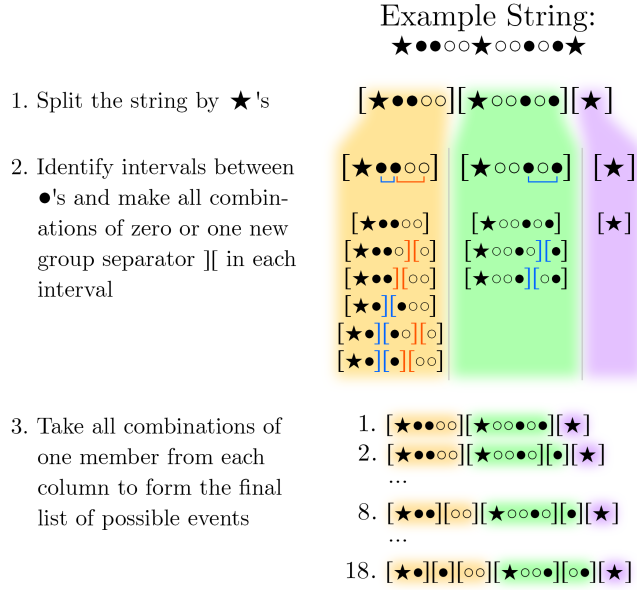 Example String:
★●●○○★○○●○●★
1. Split the string by ★'s
[★●●○○][★○○●○●][★]
2. Identify intervals between
●'s and make all combin-
ations of zero or one new
group separator ][ in each
interval
[★●●○○] [★○○●○●] [★]
[★●●○○] [★○○●○●] [★]
[★●●○][○] [★○○●○][●]
[★●●][○○] [★○○●][○●]
[★●][●○○]
[★●][●○][○]
[★●][●][○○]
3. Take all combinations of
one member from each
column to form the final
list of possible events
1. [★●●○○][★○○●○●][★]
2. [★●●○○][★○○●○][●][★]
...
8. [★●●][○○][★○○●○][●][★]
...
18. [★●][●][○○][★○○●][○●][★]